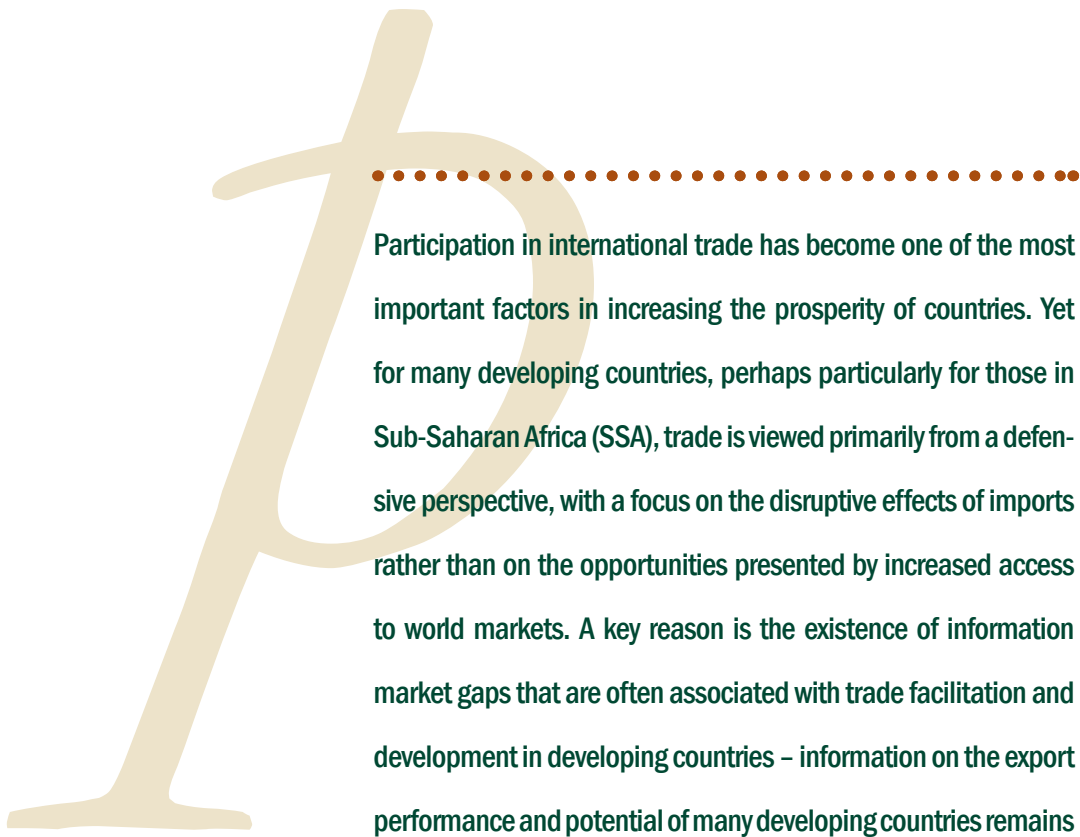 Participation in international trade has become one of the most
important factors in increasing the prosperity of countries. Yet
for many developing countries, perhaps particularly for those in
Sub-Saharan Africa (SSA), trade is viewed primarily from a defen-
sive perspective, with a focus on the disruptive effects of imports
rather than on the opportunities presented by increased access
to world markets. A key reason is the existence of information
market gaps that are often associated with trade facilitation and
development in developing countries – information on the export
performance and potential of many developing countries remains